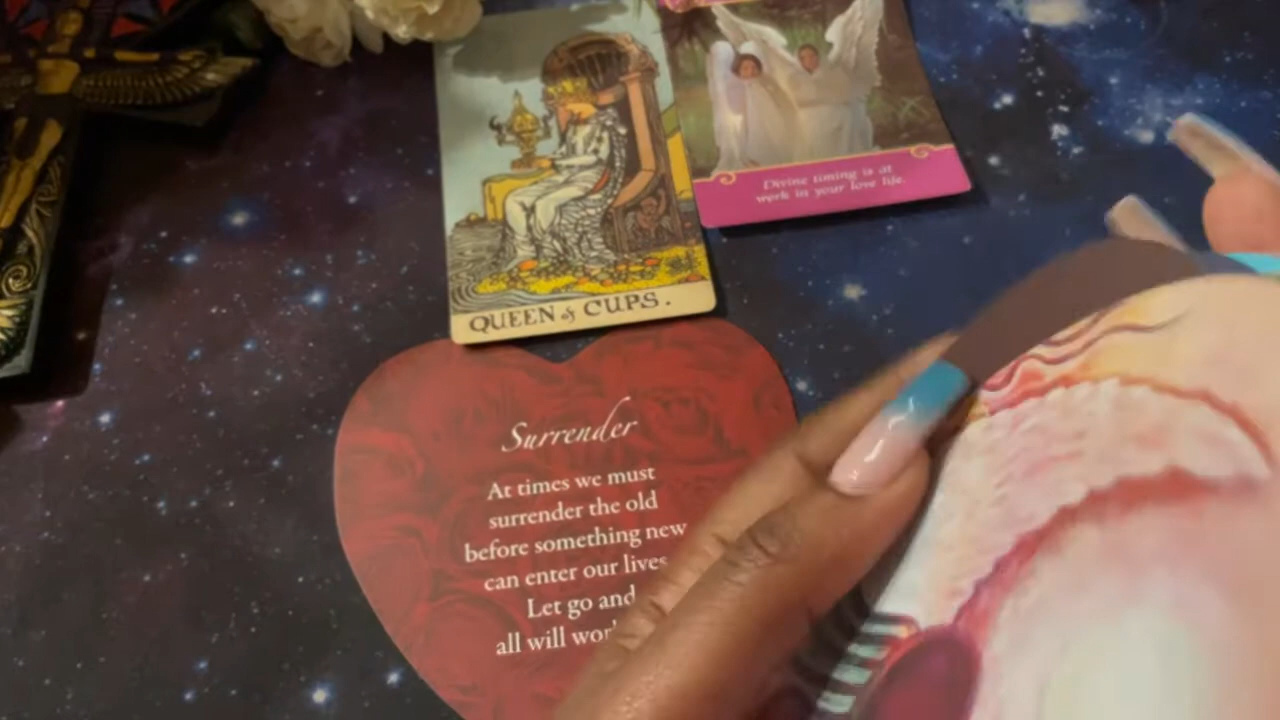 Divine timing is at
work in your love life.
QUEEN of CUPS.
Surrender
At times we must
surrender the old
before something new
can enter our lives
Let go and
all will